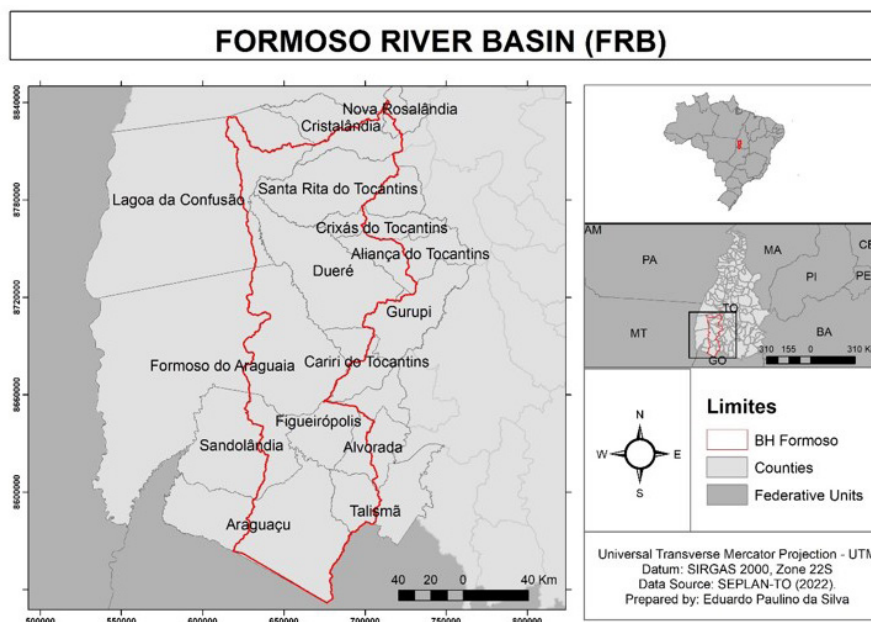 FORMOSO RIVER BASIN (FRB)
8840000
8780000
8720000
8660000
8600000
Nova Rosalândia
Cristalândia
Lagoa da Confusão
Santa Rita do Tocantins
Crixás do Tocantins
Aliança do Tocantins
Dueré
Gurupi
Formoso do Araguaia
Cariri do Tocantins
Figueirópolis
Sandolândia
Alvorada
Araguaçu
Talismã
40 20 0 40 Km
500000 550000 600000 650000 700000 750000 800000
AM
PA
MA
CE
PI
PE
TO
MT
BA
GO
310 155 0 310 K
N
W E
S
Limites
BH Formoso
Counties
Federative Units
Universal Transverse Mercator Projection - UTM
Datum: SIRGAS 2000, Zone 22S
Data Source: SEPLAN-TO (2022).
Prepared by: Eduardo Paulino da Silva